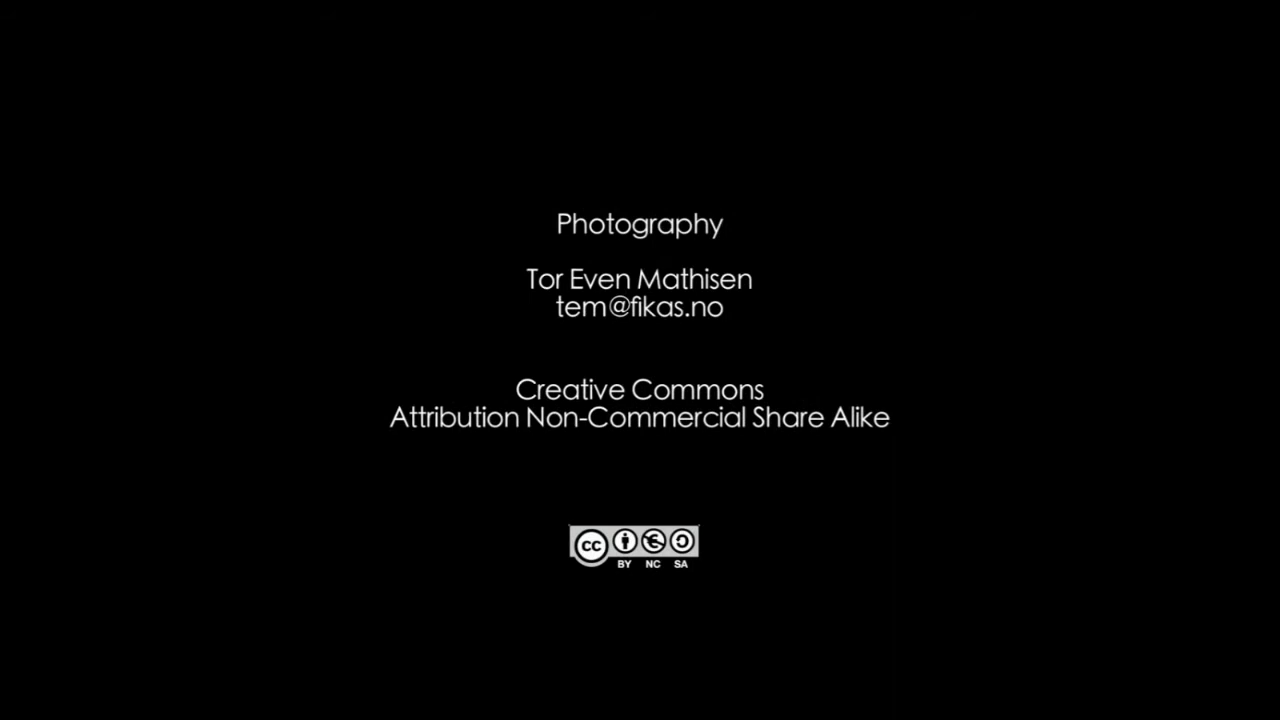 Photography
Tor Even Mathisen
tem@fikas.no
Creative Commons
Attribution Non-Commercial Share Alike
cc
BY NC SA